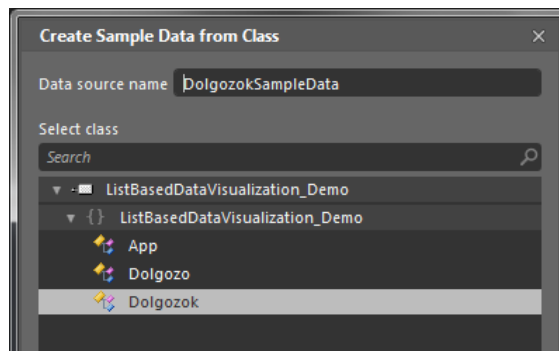 Create Sample Data from Class
Data source name DolgozokSampleData
Select class
Search
ListBasedDataVisualization_Demo
{} ListBasedDataVisualization_Demo
App
Dolgozo
Dolgozok